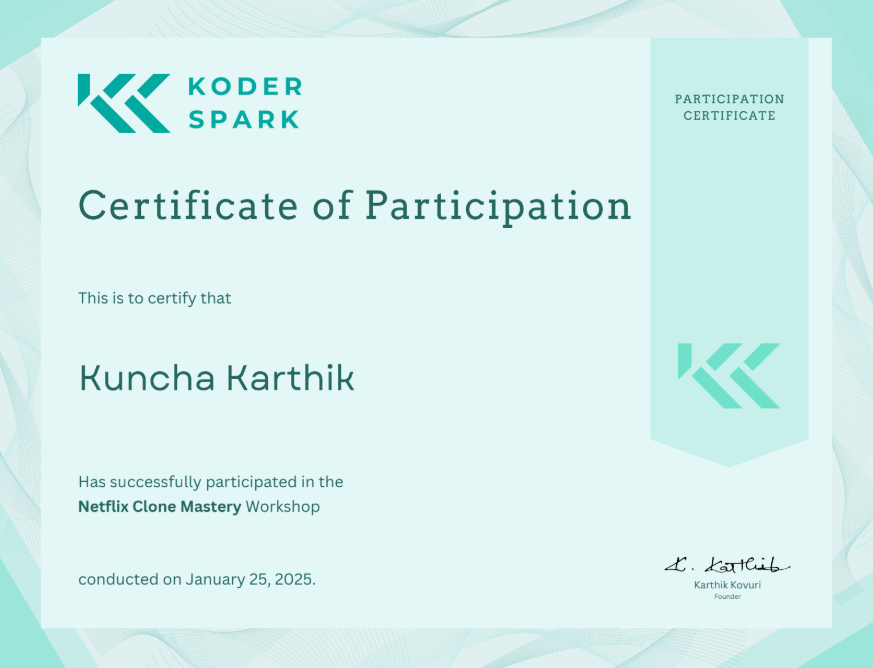 KODER
SPARK
PARTICIPATION
CERTIFICATE
Certificate of Participation
This is to certify that
Kuncha Karthik
Has successfully participated in the
Netflix Clone Mastery Workshop
conducted on January 25, 2025.
K. Karthik
Karthik Kovuri
Founder